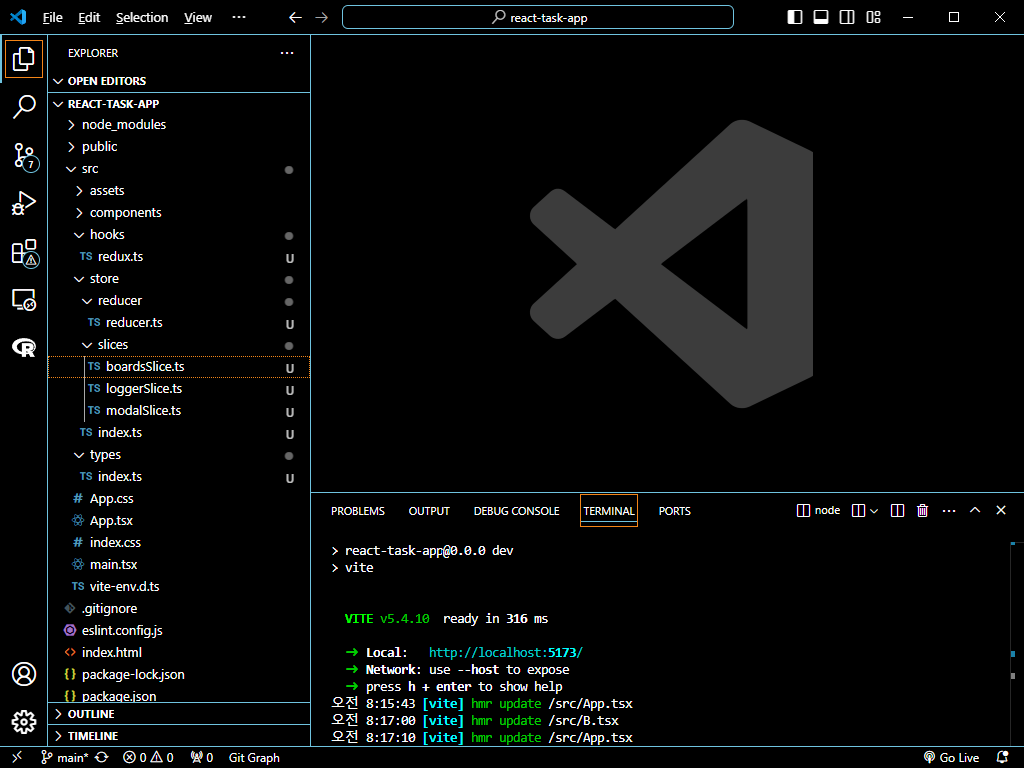 File Edit Selection View ··· react-task-app
EXPLORER
OPEN EDITORS
REACT-TASK-APP
node_modules
public
src
assets
components
hooks
TS redux.ts U
store
reducer
TS reducer.ts U
slices
TS boardsSlice.ts U
TS loggerSlice.ts U
TS modalSlice.ts U
TS index.ts U
types
TS index.ts U
# App.css
App.tsx
# index.css
main.tsx
TS vite-env.d.ts
.gitignore
eslint.config.js
<> index.html
{} package-lock.json
{} package.json
OUTLINE
TIMELINE
7
R
PROBLEMS OUTPUT DEBUG CONSOLE TERMINAL PORTS node
> react-task-app@0.0.0 dev
> vite
VITE v5.4.10 ready in 316 ms
➜ Local: http://localhost:5173/
➜ Network: use --host to expose
➜ press h + enter to show help
오전 8:15:43 [vite] hmr update /src/App.tsx
오전 8:17:00 [vite] hmr update /src/B.tsx
오전 8:17:10 [vite] hmr update /src/App.tsx
main* 0 0 0 Git Graph Go Live